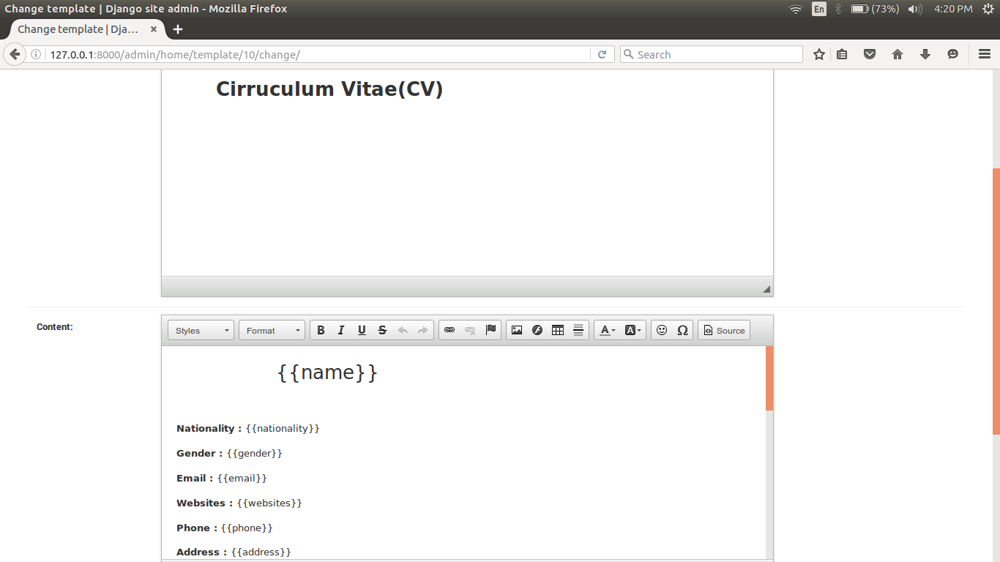 Change template | Django site admin - Mozilla Firefox
En
(73%)
4:20 PM
Change template | Dja...
127.0.0.1:8000/admin/home/template/10/change/
Search
Cirruculum Vitae(CV)
Content:
Styles
Format
B I U S
A
A
Ω
Source
{{name}}
Nationality : {{nationality}}
Gender : {{gender}}
Email : {{email}}
Websites : {{websites}}
Phone : {{phone}}
Address : {{address}}